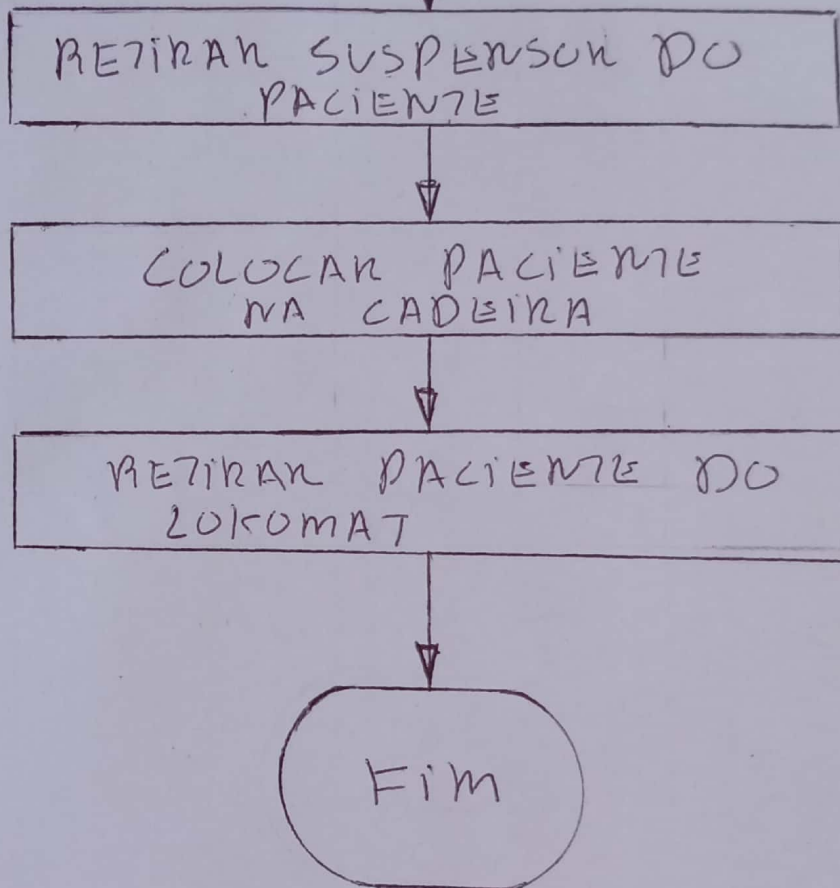 RETIRAR SUSPENSOR DO
PACIENTE
COLOCAR PACIENTE
NA CADEIRA
RETIRAR PACIENTE DO
LOKOMAT
Fim